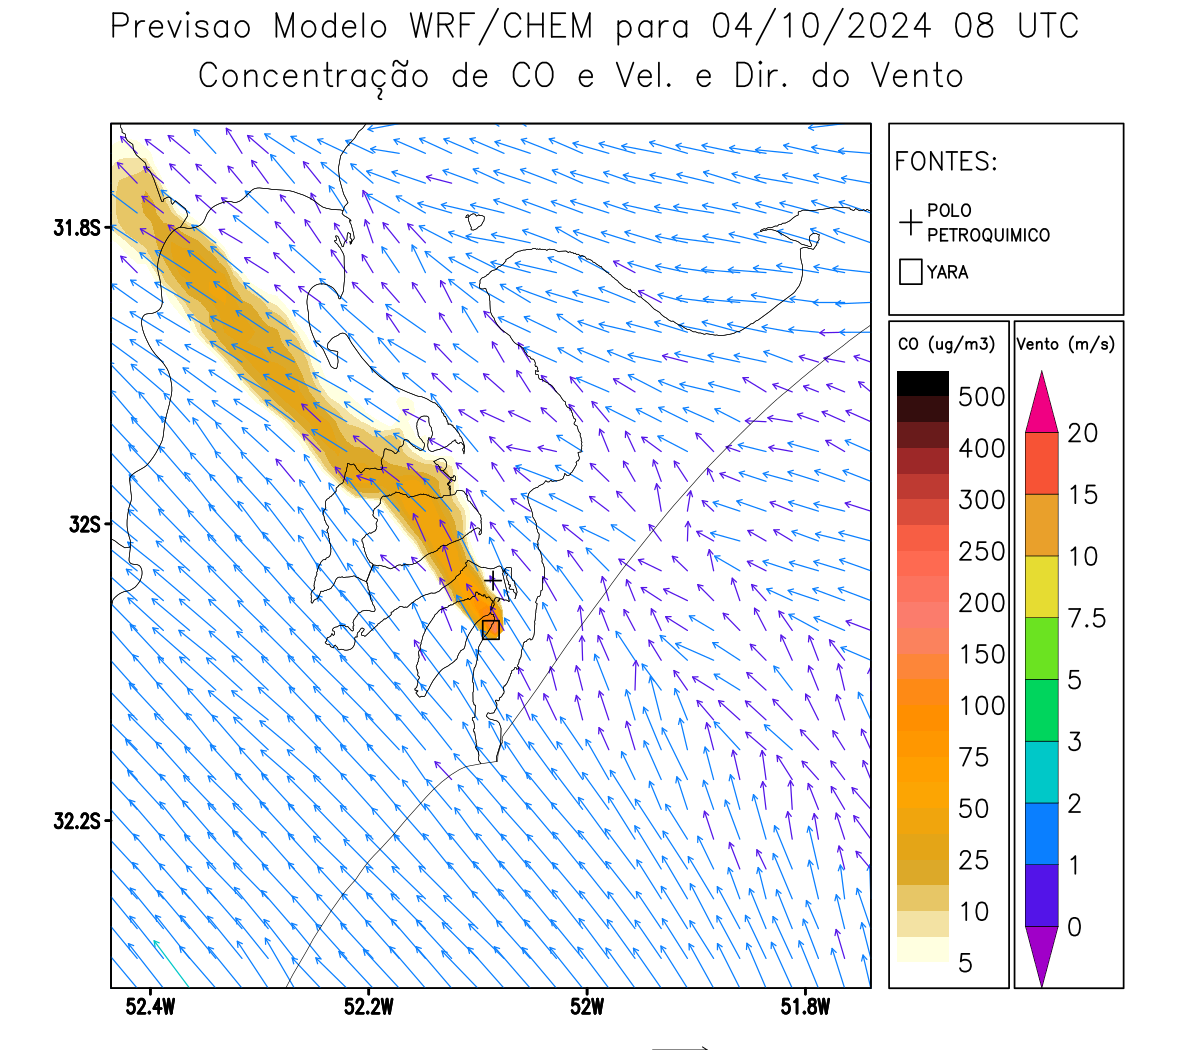 Previsao Modelo WRF/CHEM para 04/10/2024 08 UTC
Concentração de CO e Vel. e Dir. do Vento
FONTES:
POLO
PETROQUIMICO
YARA
31.8S
32S
32.2S
52.4W
52.2W
52W
51.8W
CO (ug/m3)
500
400
300
250
200
150
100
75
50
25
10
5
Vento (m/s)
20
15
10
7.5
5
3
2
1
0